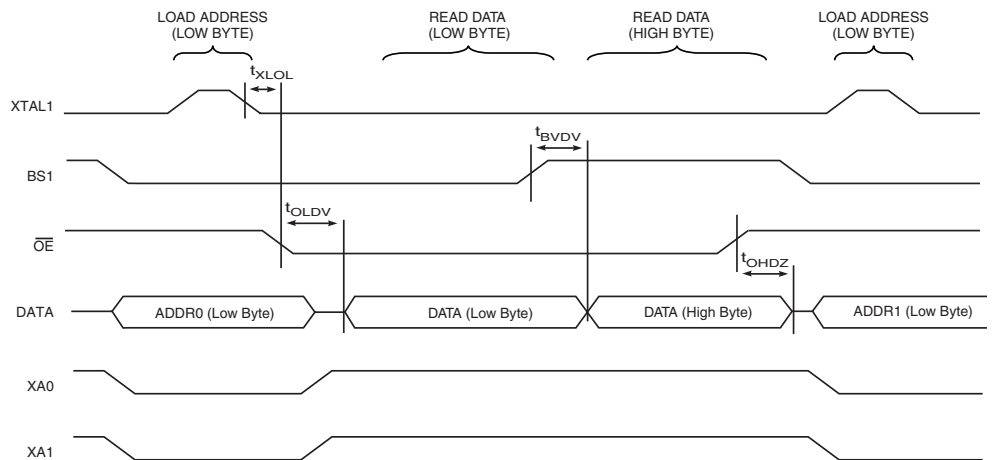 LOAD ADDRESS
(LOW BYTE)
READ DATA
(LOW BYTE)
READ DATA
(HIGH BYTE)
LOAD ADDRESS
(LOW BYTE)
tXLOL
XTAL1
tBVDV
BS1
tOLDV
OE
tOHDZ
DATA
ADDR0 (Low Byte)
DATA (Low Byte)
DATA (High Byte)
ADDR1 (Low Byte)
XA0
XA1